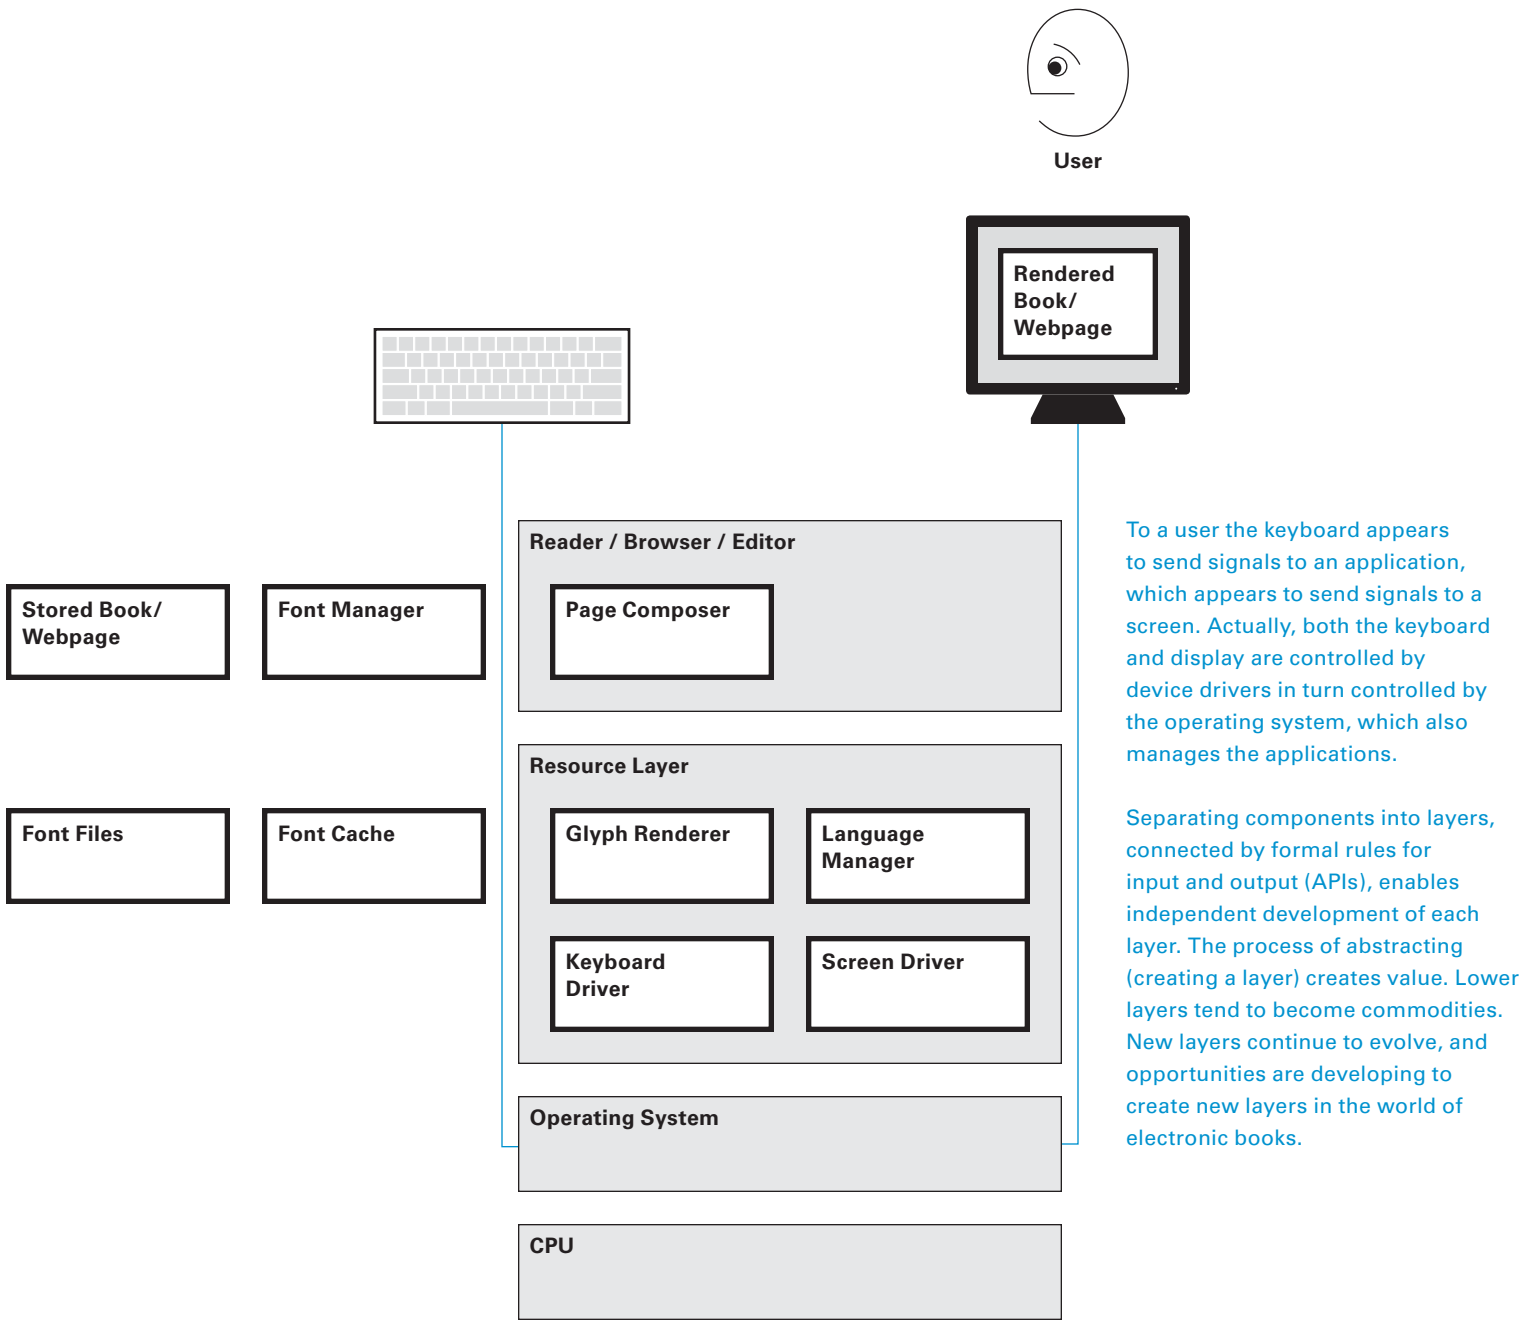 User
Rendered
Book/
Webpage
Reader / Browser / Editor
Stored Book/
Webpage
Font Manager
Page Composer
Resource Layer
Font Files
Font Cache
Glyph Renderer
Language
Manager
Keyboard
Driver
Screen Driver
Operating System
CPU
To a user the keyboard appears
to send signals to an application,
which appears to send signals to a
screen. Actually, both the keyboard
and display are controlled by
device drivers in turn controlled by
the operating system, which also
manages the applications.
Separating components into layers,
connected by formal rules for
input and output (APIs), enables
independent development of each
layer. The process of abstracting
(creating a layer) creates value. Lower
layers tend to become commodities.
New layers continue to evolve, and
opportunities are developing to
create new layers in the world of
electronic books.